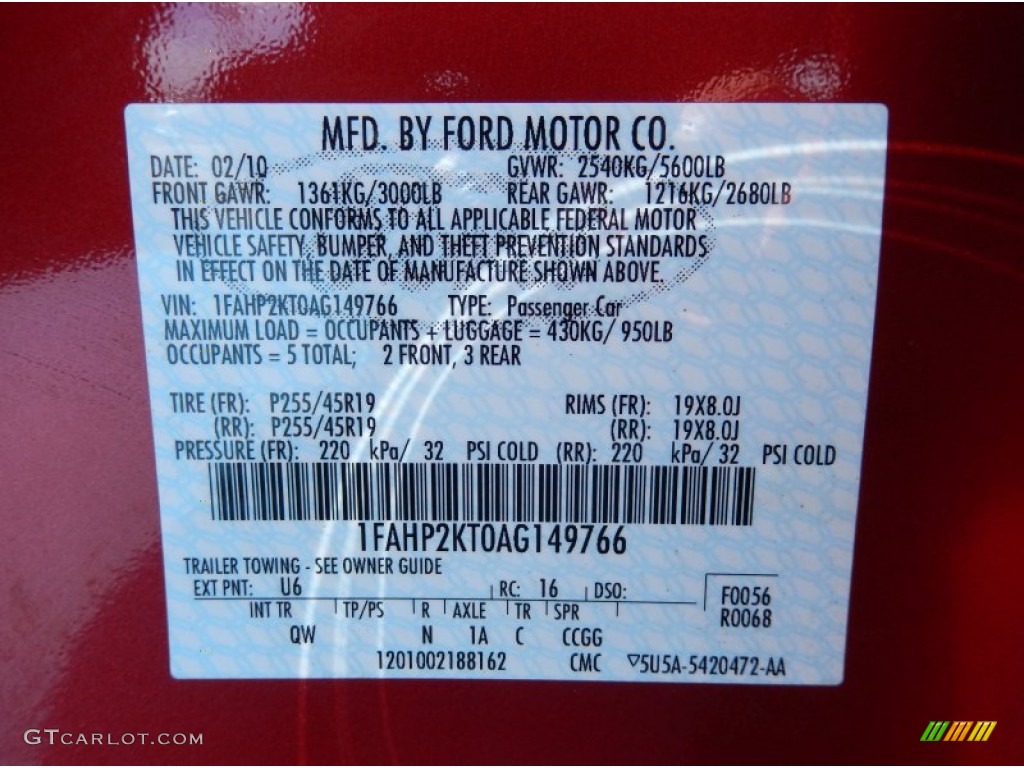 MFD. BY FORD MOTOR CO.
DATE: 02/10 GVWR: 2540KG/5600LB
FRONT GAWR: 1361KG/3000LB REAR GAWR: 1216KG/2680LB
THIS VEHICLE CONFORMS TO ALL APPLICABLE FEDERAL MOTOR
VEHICLE SAFETY, BUMPER, AND THEFT PREVENTION STANDARDS
IN EFFECT ON THE DATE OF MANUFACTURE SHOWN ABOVE.
VIN: 1FAHP2KT0AG149766 TYPE: Passenger Car
MAXIMUM LOAD = OCCUPANTS + LUGGAGE = 430KG/ 950LB
OCCUPANTS = 5 TOTAL; 2 FRONT, 3 REAR
TIRE (FR): P255/45R19 RIMS (FR): 19X8.0J
(RR): P255/45R19 (RR): 19X8.0J
PRESSURE (FR): 220 kPa/ 32 PSI COLD (RR): 220 kPa/ 32 PSI COLD
1FAHP2KT0AG149766
TRAILER TOWING - SEE OWNER GUIDE
EXT PNT: U6 RC: 16 DSO: F0056
INT TR TP/PS R AXLE TR SPR R0068
QW N 1A C CCGG
1201002188162 CMC ▽5U5A-5420472-AA
GTCARLOT.COM